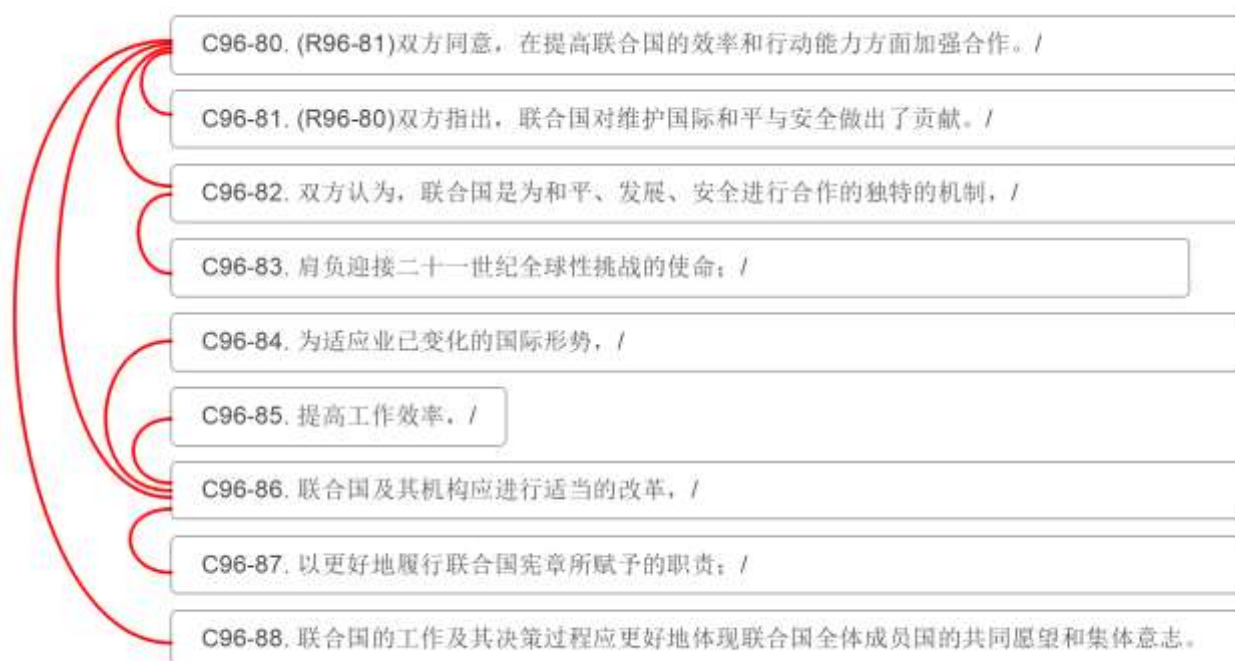 C96-80. (R96-81)双方同意，在提高联合国的效率和行动能力方面加强合作。/
C96-81. (R96-80)双方指出，联合国对维护国际和平与安全做出了贡献。/
C96-82. 双方认为，联合国是为和平、发展、安全进行合作的独特的机制，/
C96-83. 肩负迎接二十一世纪全球性挑战的使命；/
C96-84. 为适应业已变化的国际形势，/
C96-85. 提高工作效率，/
C96-86. 联合国及其机构应进行适当的改革，/
C96-87. 以更好地履行联合国宪章所赋予的职责；/
C96-88. 联合国的工作及其决策过程应更好地体现联合国全体成员国的共同愿望和集体意志。